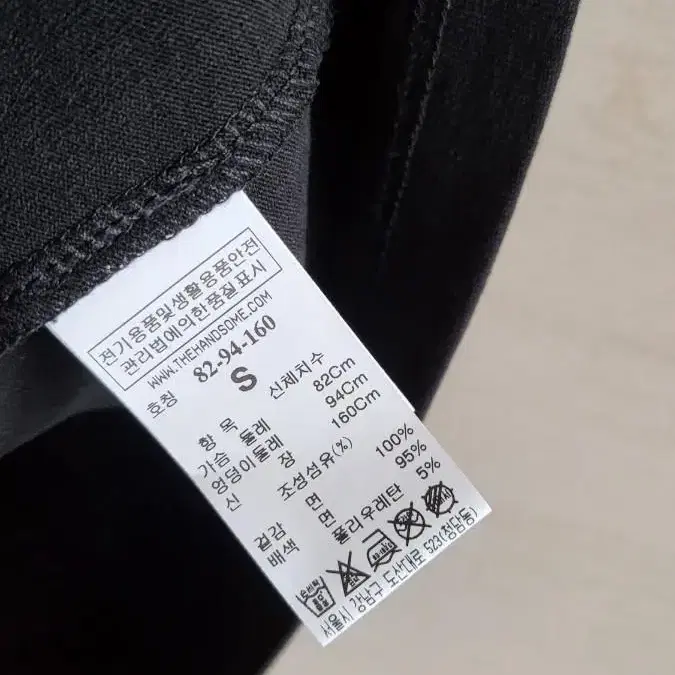 전기용품및생활용품안전
관리법에의한품질표시
WWW.THEHANDSOME.COM
호칭 82-94-160
S
항 목 신체치수
가슴 둘레 82Cm
엉덩이둘레 94Cm
신 장 160Cm
조성섬유(%)
겉감 면 100%
배색 면 95%
폴리우레탄 5%
손세탁
서울시 강남구 도산대로 523(청담동)